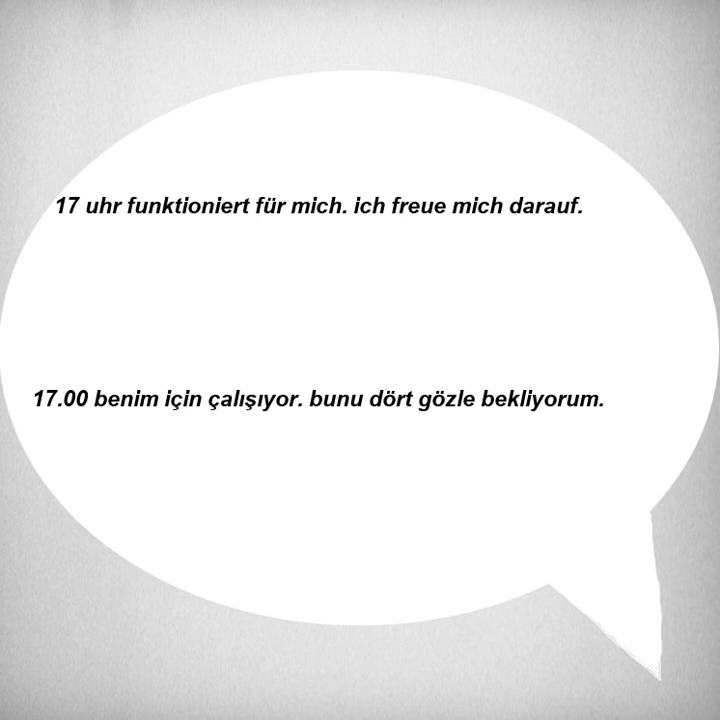 17 uhr funktioniert für mich. ich freue mich darauf.
17.00 benim için çalışıyor. bunu dört gözle bekliyorum.